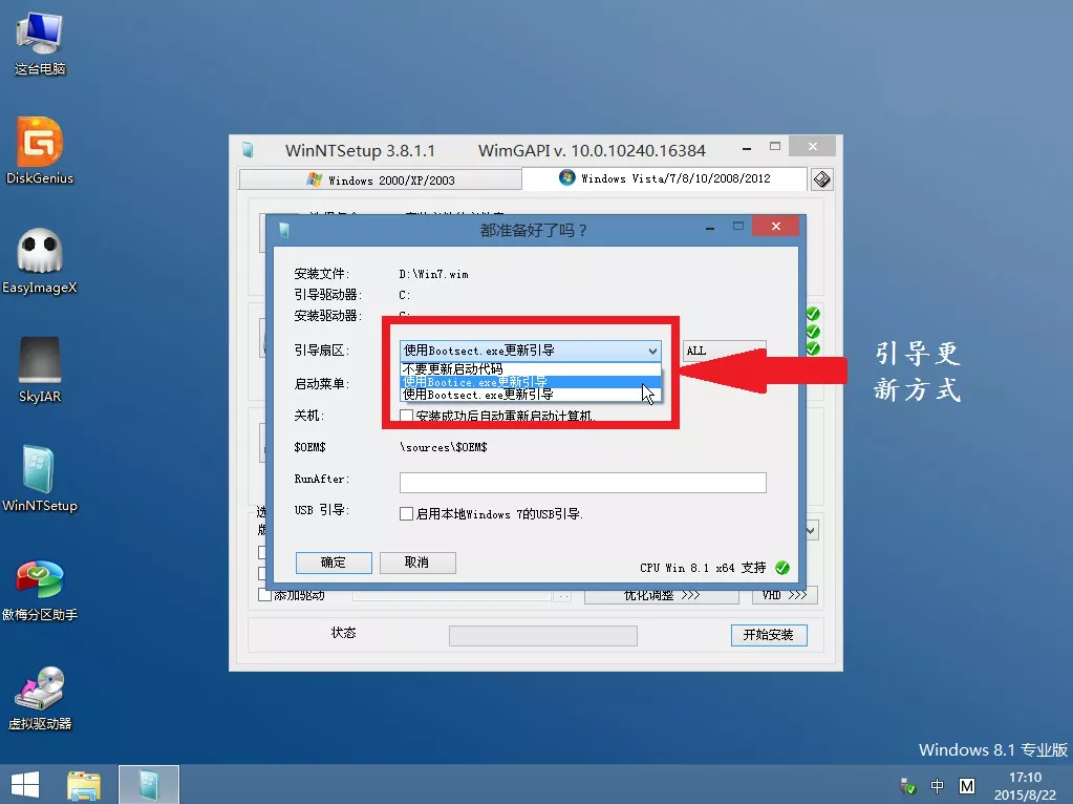 这台电脑
DiskGenius
EasyImageX
SkyIAR
WinNTSetup
傲梅分区助手
虚拟驱动器
WinNTSetup 3.8.1.1 WimGAPI v. 10.0.10240.16384
Windows 2000/XP/2003
Windows Vista/7/8/10/2008/2012
都准备好了吗？
安装文件: D:\Win7.wim
引导驱动器: C:
安装驱动器: C:
引导扇区: 使用Bootsect.exe更新引导 ALL
不要更新启动代码
使用Bootice.exe更新引导
使用Bootsect.exe更新引导
启动菜单:
关机: 安装成功后自动重新启动计算机.
$OEM$ \sources\$OEM$
RunAfter:
USB 引导: 启用本地Windows 7的USB引导.
确定 取消
CPU Win 8.1 x64 支持
添加驱动 优化调整 >>> VHD >>>
状态 开始安装
引导更
新方式
Windows 8.1 专业版
中 M
17:10
2015/8/22